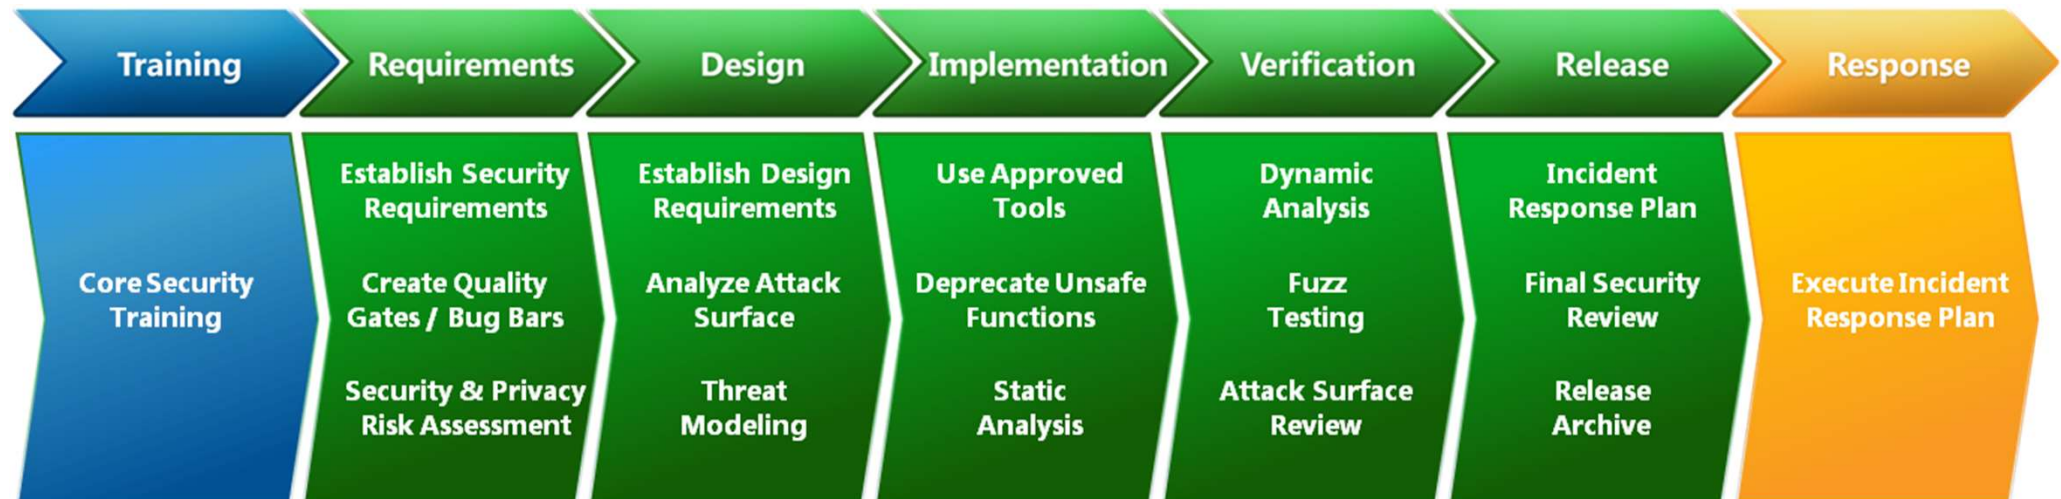 Training
Requirements
Design
Implementation
Verification
Release
Response
Core Security
Training
Establish Security
Requirements
Create Quality
Gates / Bug Bars
Security & Privacy
Risk Assessment
Establish Design
Requirements
Analyze Attack
Surface
Threat
Modeling
Use Approved
Tools
Deprecate Unsafe
Functions
Static
Analysis
Dynamic
Analysis
Fuzz
Testing
Attack Surface
Review
Incident
Response Plan
Final Security
Review
Release
Archive
Execute Incident
Response Plan